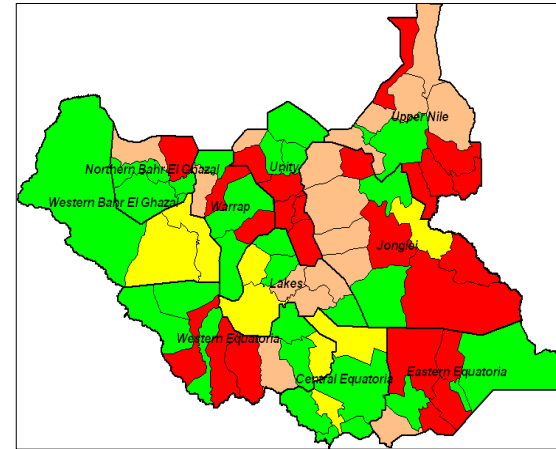 Upper Nile
Northern Bahr El Ghazal
Unity
Western Bahr El Ghazal
Warrap
Jonglei
Lakes
Western Equatoria
Central Equatoria
Eastern Equatoria